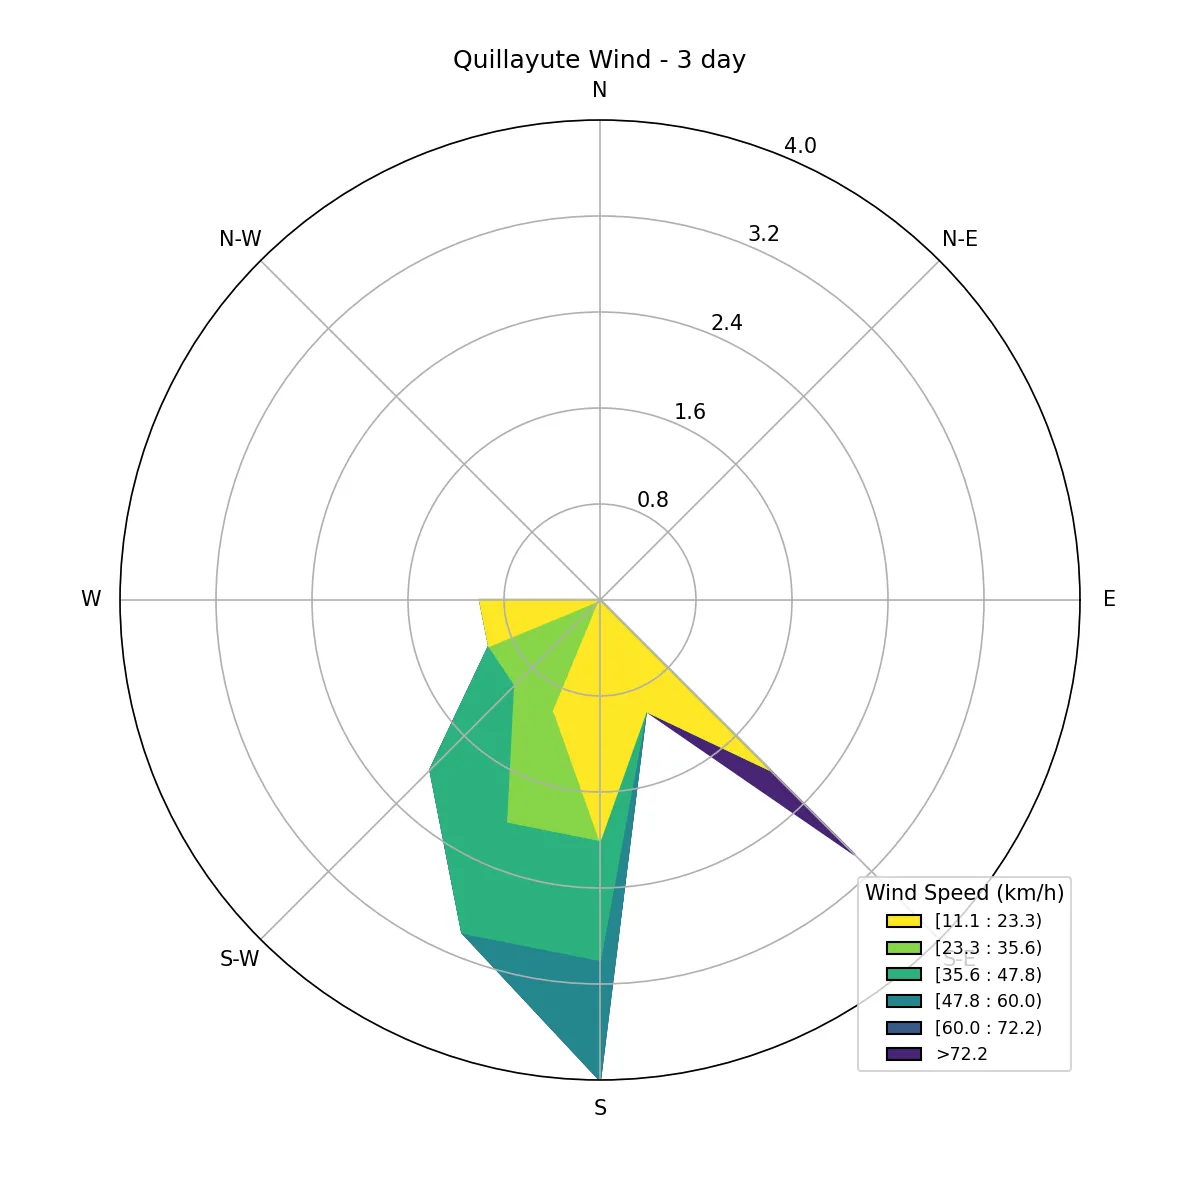 Quillayute Wind - 3 day
N
4.0
N-W
3.2
N-E
2.4
1.6
0.8
W
E
S-W
S-E
S
Wind Speed (km/h)
[11.1 : 23.3)
[23.3 : 35.6)
[35.6 : 47.8)
[47.8 : 60.0)
[60.0 : 72.2)
>72.2